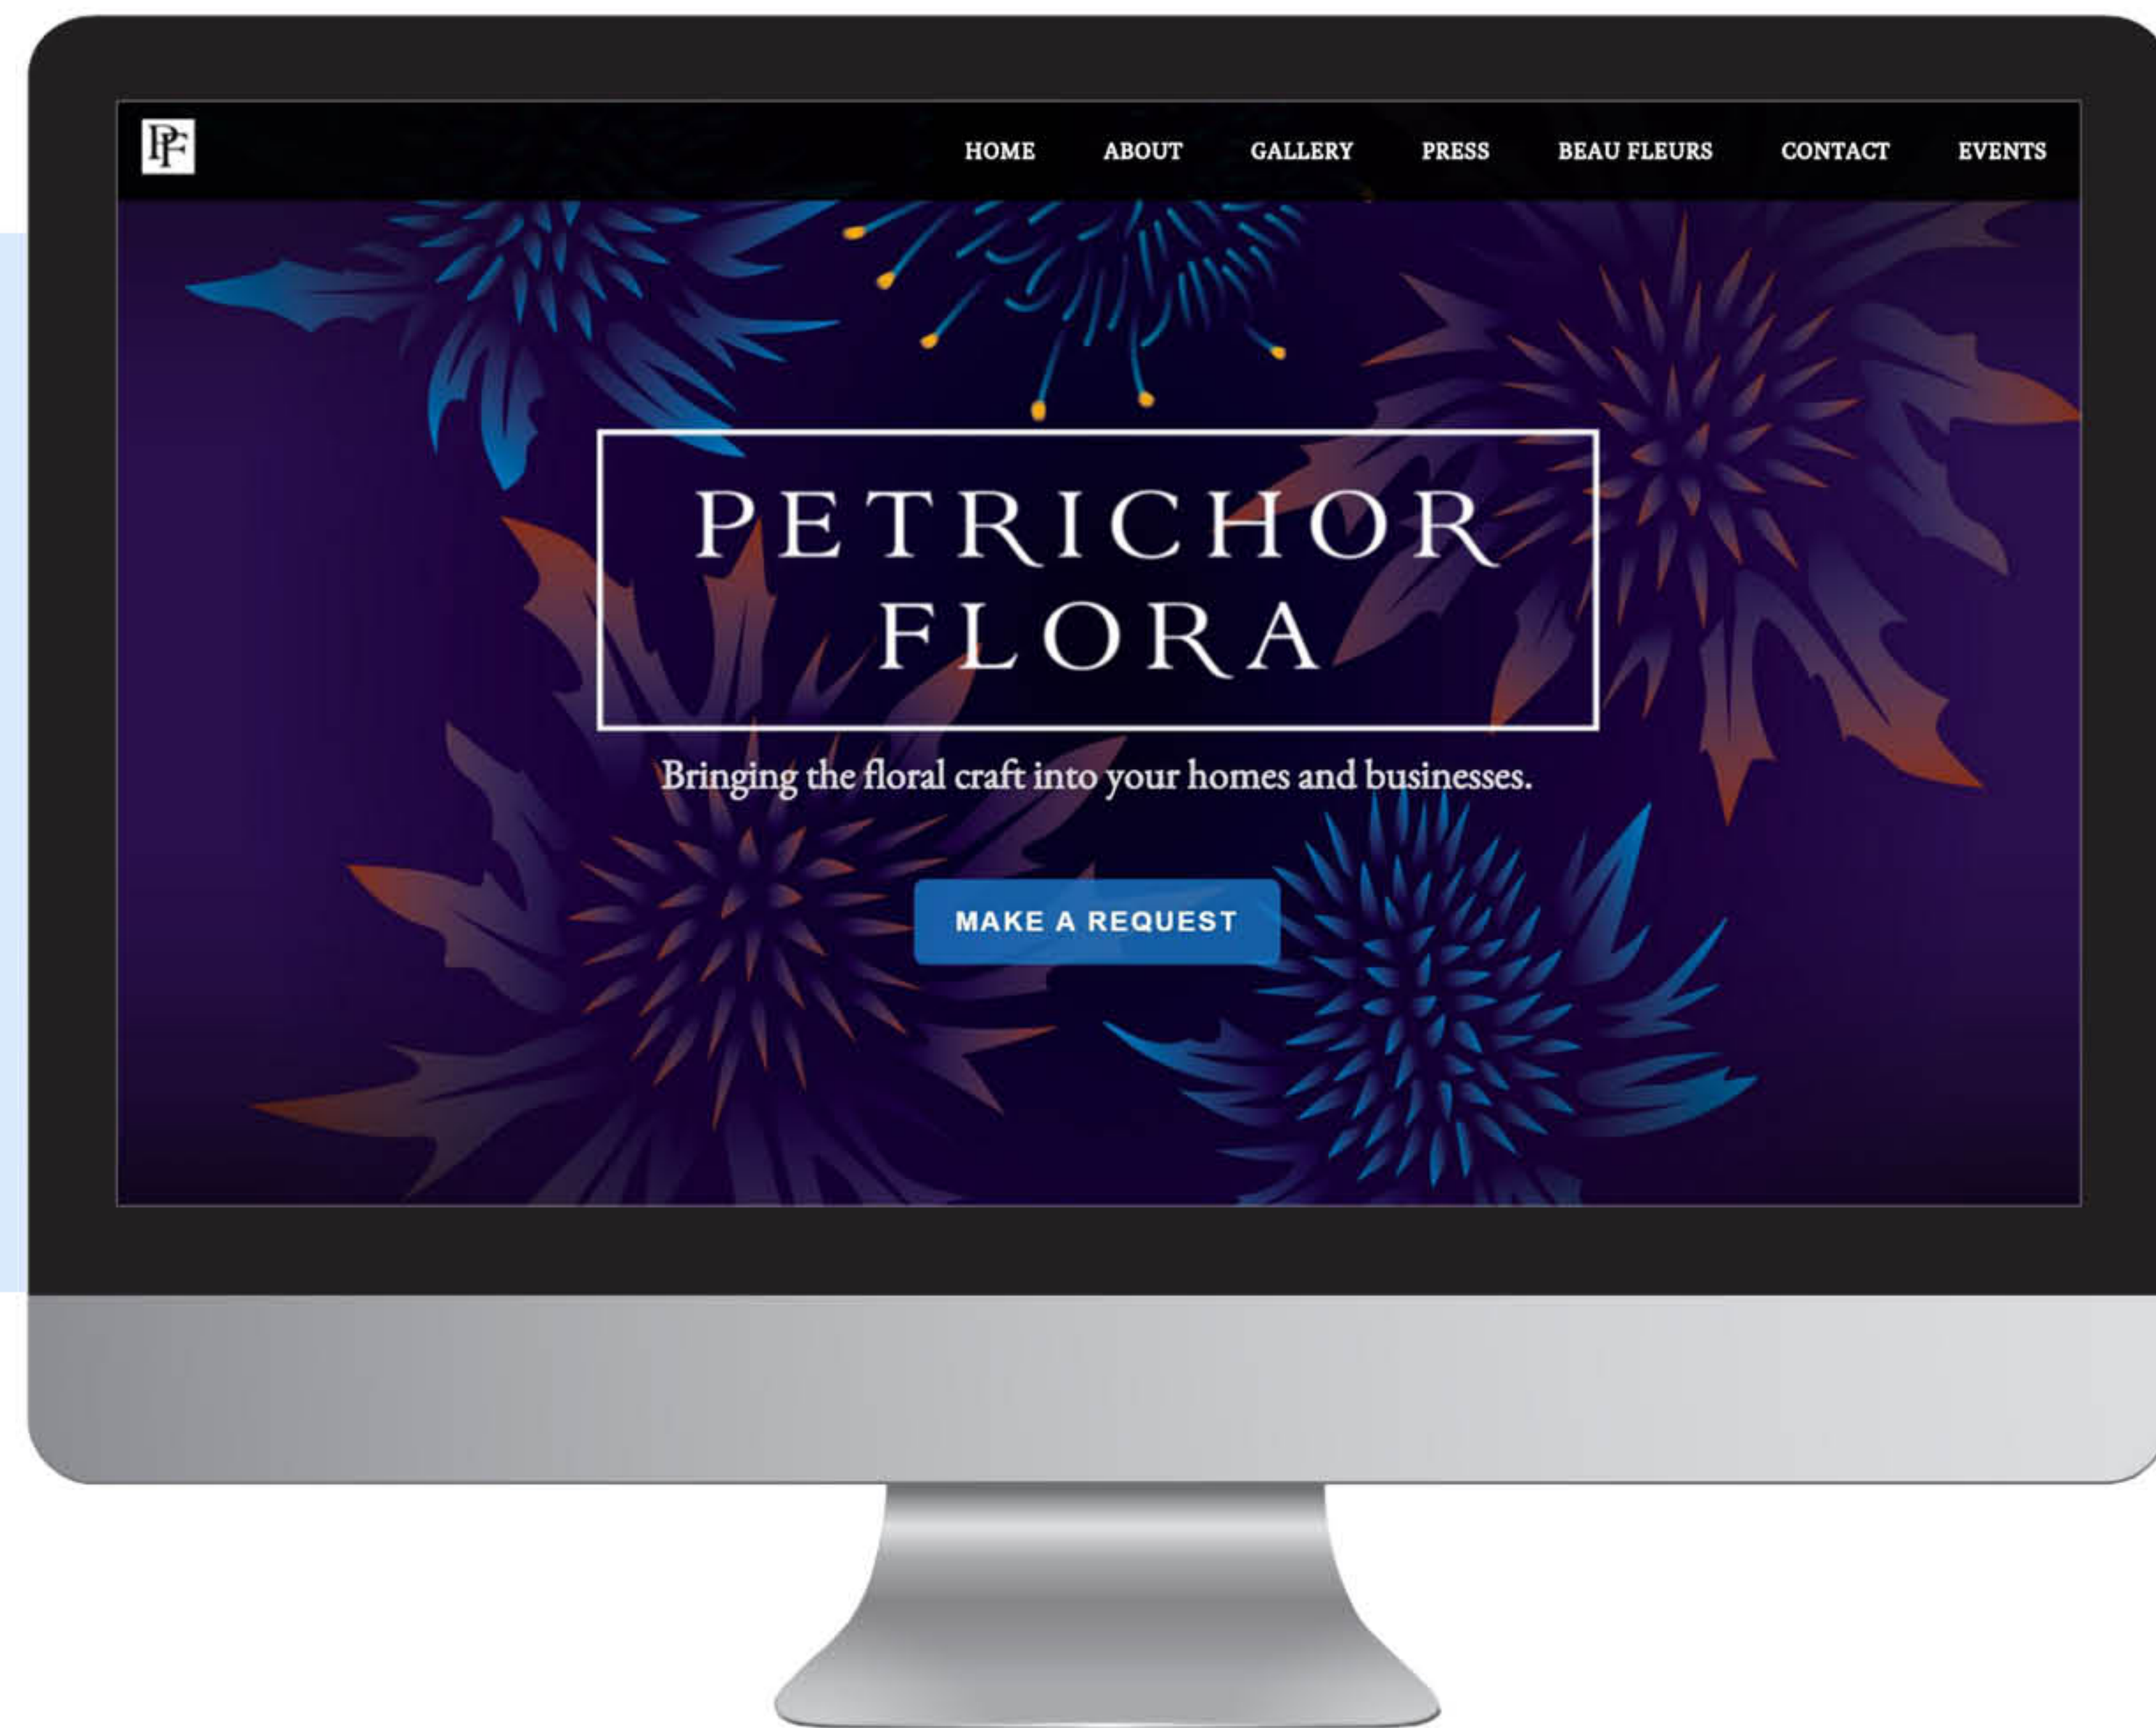 PF
HOME ABOUT GALLERY PRESS BEAU FLEURS CONTACT EVENTS
PETRICHOR
FLORA
Bringing the floral craft into your homes and businesses.
MAKE A REQUEST